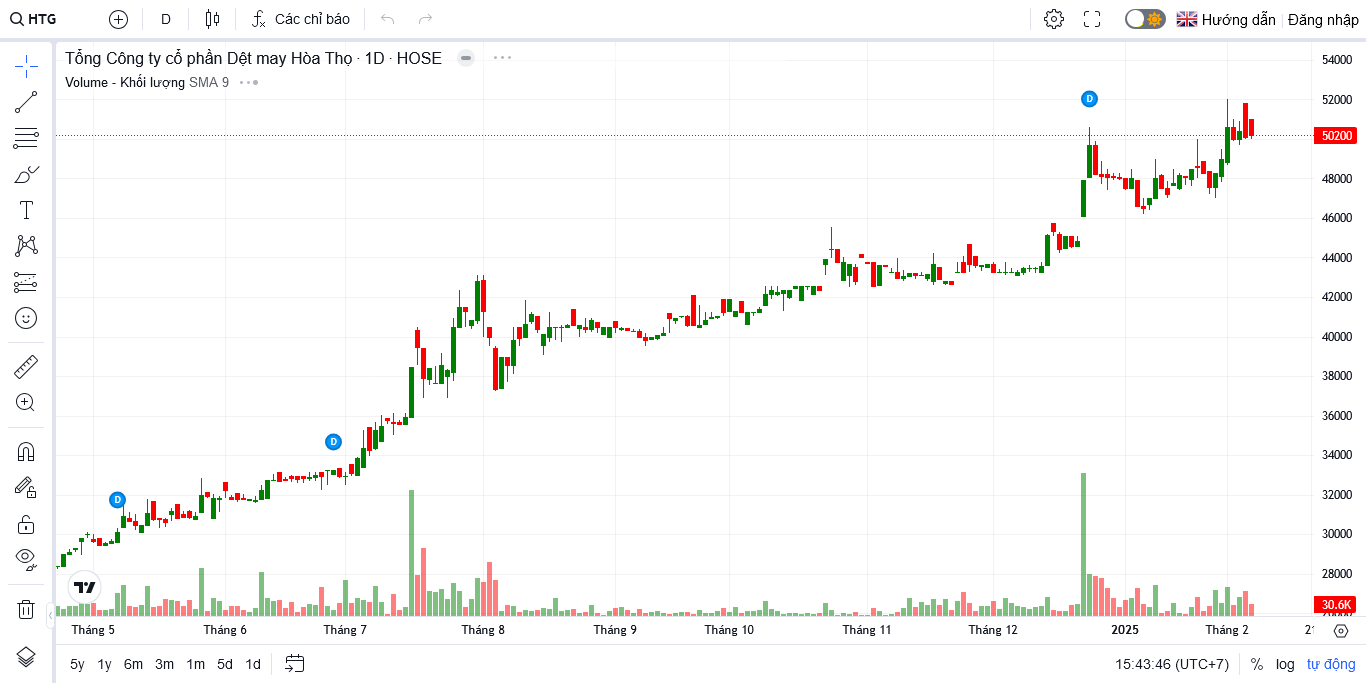 HTG D Các chỉ báo Hướng dẫn Đăng nhập
Tổng Công ty cổ phần Dệt may Hòa Thọ · 1D · HOSE
Volume - Khối lượng SMA 9
54000
52000
50200
48000
46000
44000
42000
40000
38000
36000
34000
32000
30000
28000
30.6K
D
D
D
Tháng 5 Tháng 6 Tháng 7 Tháng 8 Tháng 9 Tháng 10 Tháng 11 Tháng 12 2025 Tháng 2
5y 1y 6m 3m 1m 5d 1d 15:43:46 (UTC+7) % log tự động